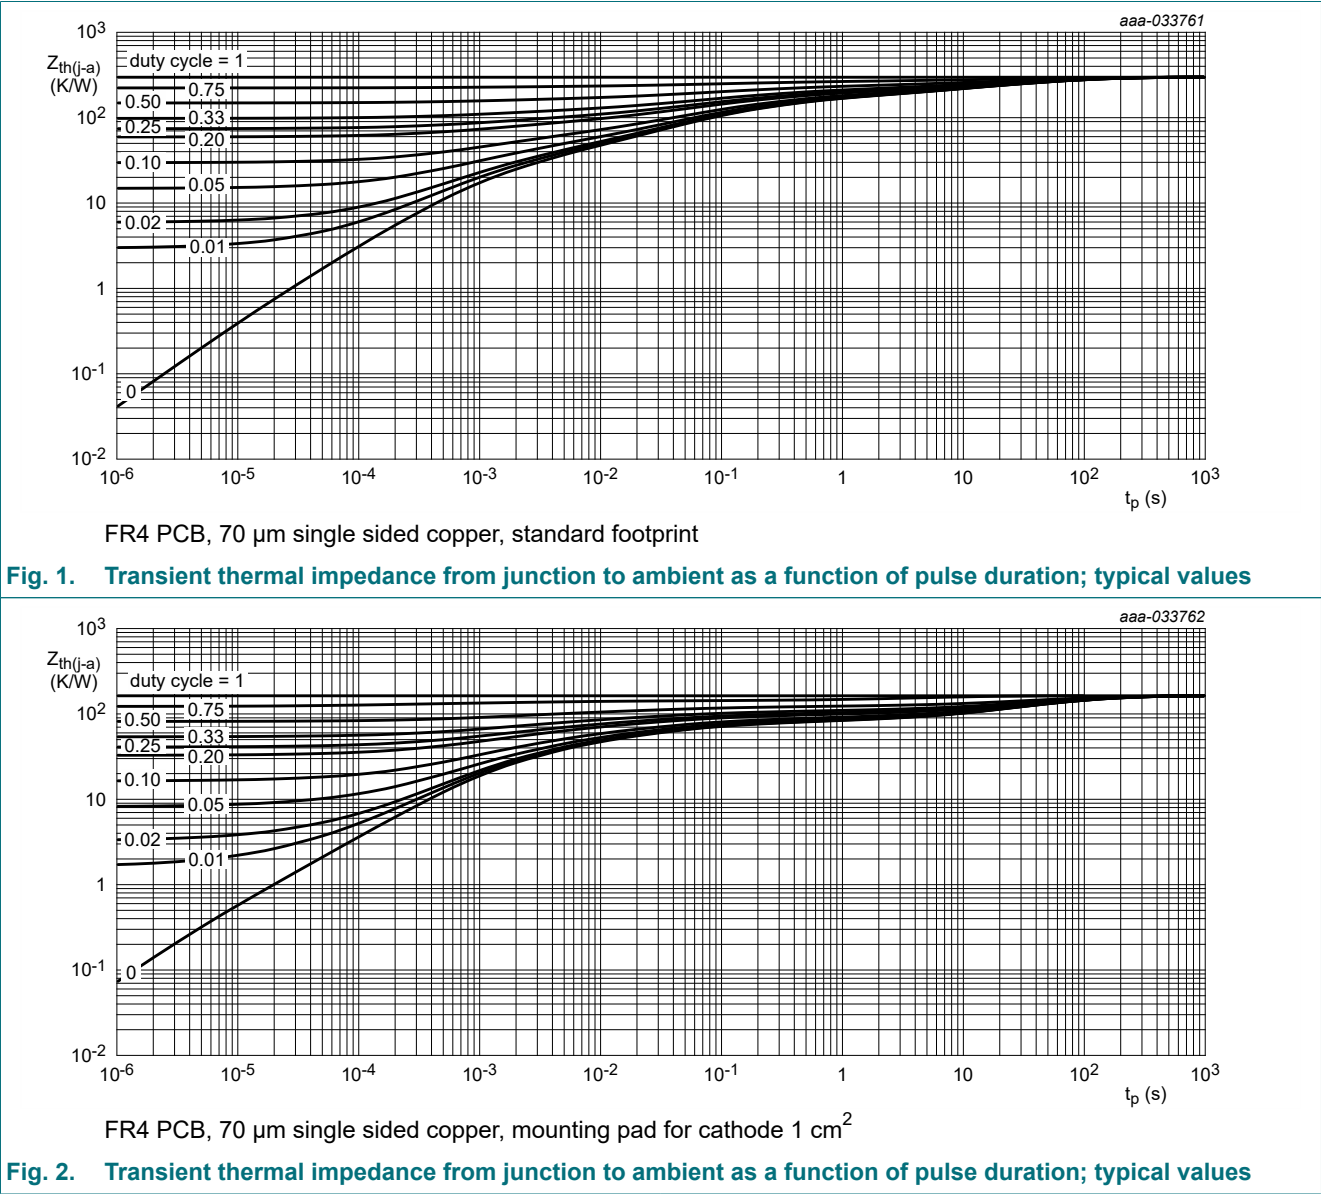 aaa-033761
10³
Z_th(j-a)
(K/W)
duty cycle = 1
0.75
0.50
0.33
10²
0.25
0.20
0.10
0.05
10
0.02
0.01
1
10⁻¹
0
10⁻²
10⁻⁶ 10⁻⁵ 10⁻⁴ 10⁻³ 10⁻² 10⁻¹ 1 10 10² 10³
t_p (s)
FR4 PCB, 70 µm single sided copper, standard footprint
Fig. 1. Transient thermal impedance from junction to ambient as a function of pulse duration; typical values
aaa-033762
10³
Z_th(j-a)
(K/W)
duty cycle = 1
0.75
10²
0.50
0.33
0.25
0.20
0.10
10
0.05
0.02
0.01
1
10⁻¹
0
10⁻²
10⁻⁶ 10⁻⁵ 10⁻⁴ 10⁻³ 10⁻² 10⁻¹ 1 10 10² 10³
t_p (s)
FR4 PCB, 70 µm single sided copper, mounting pad for cathode 1 cm²
Fig. 2. Transient thermal impedance from junction to ambient as a function of pulse duration; typical values